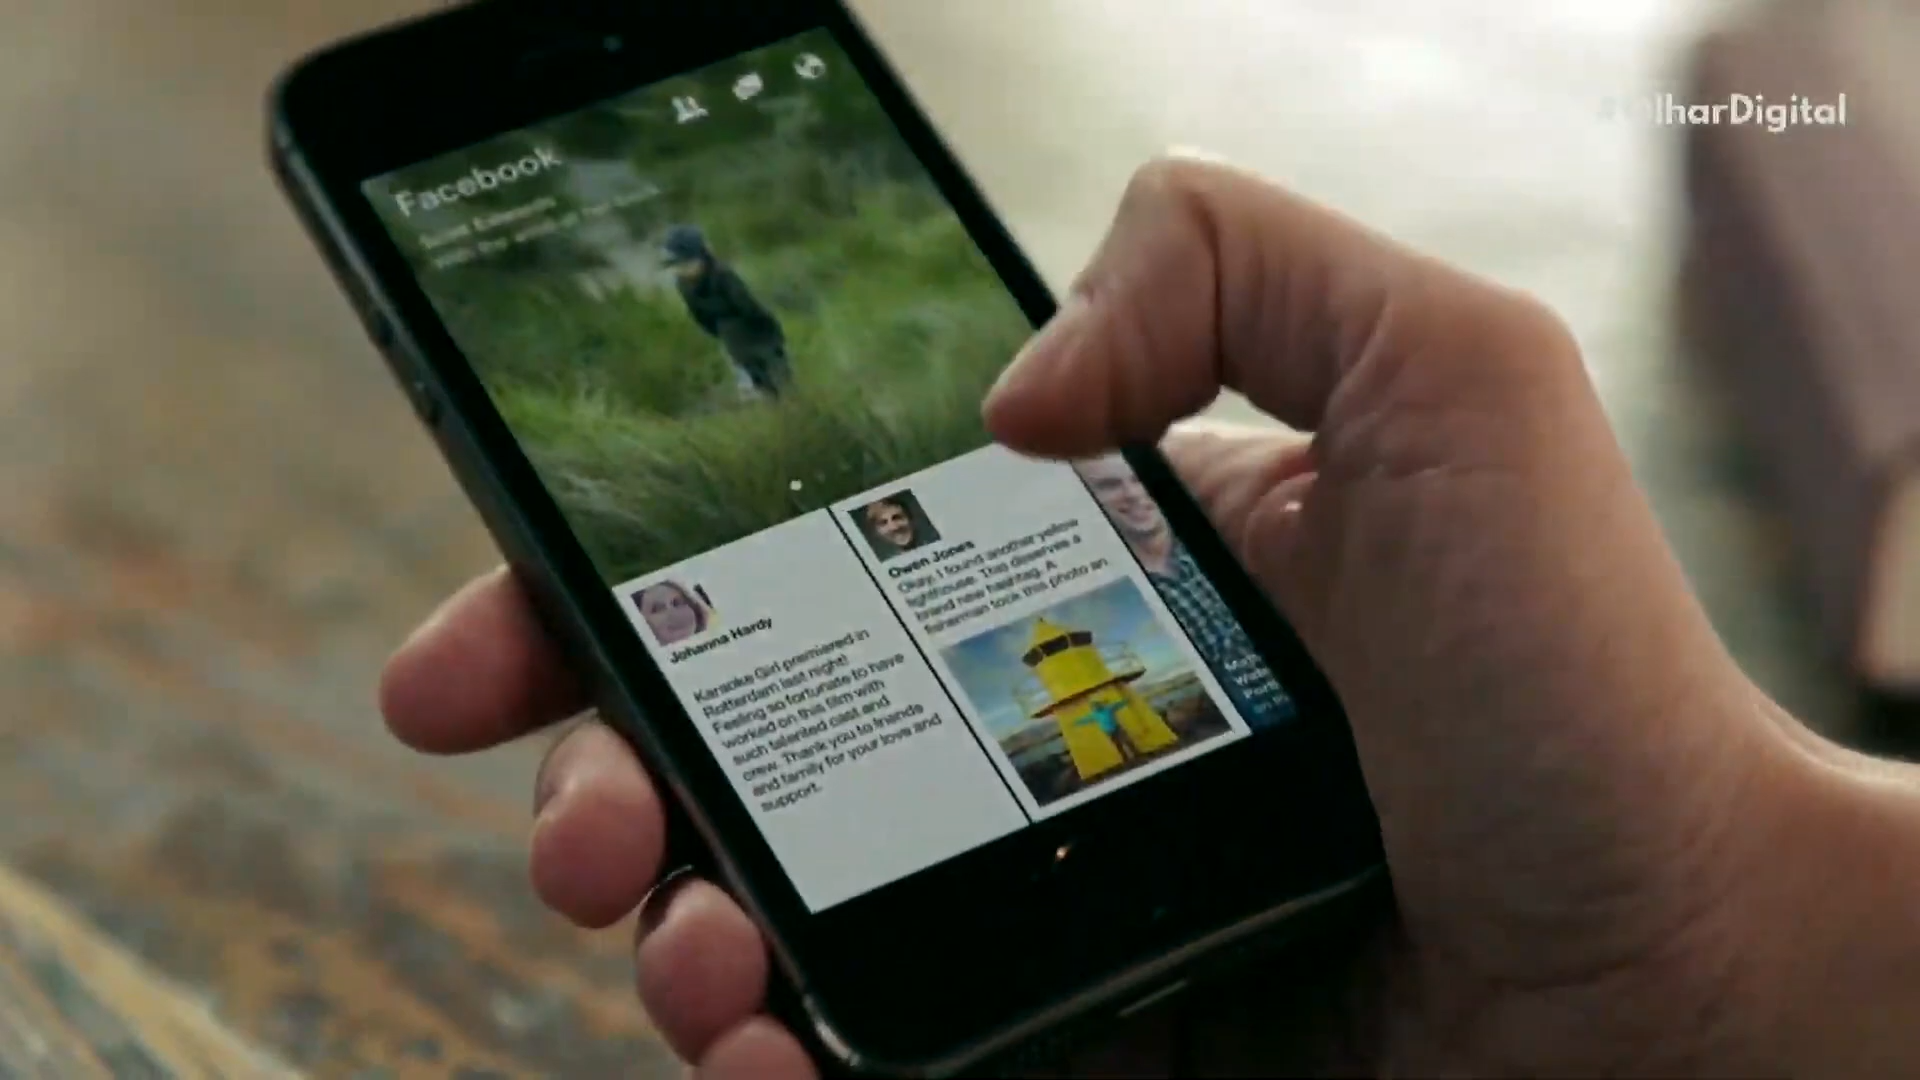 #OlharDigital
Facebook
Johanna Hardy
Karaoke Girl premiered in
Rotterdam last night!
Feeling so fortunate to have
worked on this film with
such talented cast and
crew. Thank you to friends
and family for your love and
support.
Owen Jones
Okay, I found another yellow
lighthouse. This deserves a
brand new hashtag. A
fisherman took this photo an